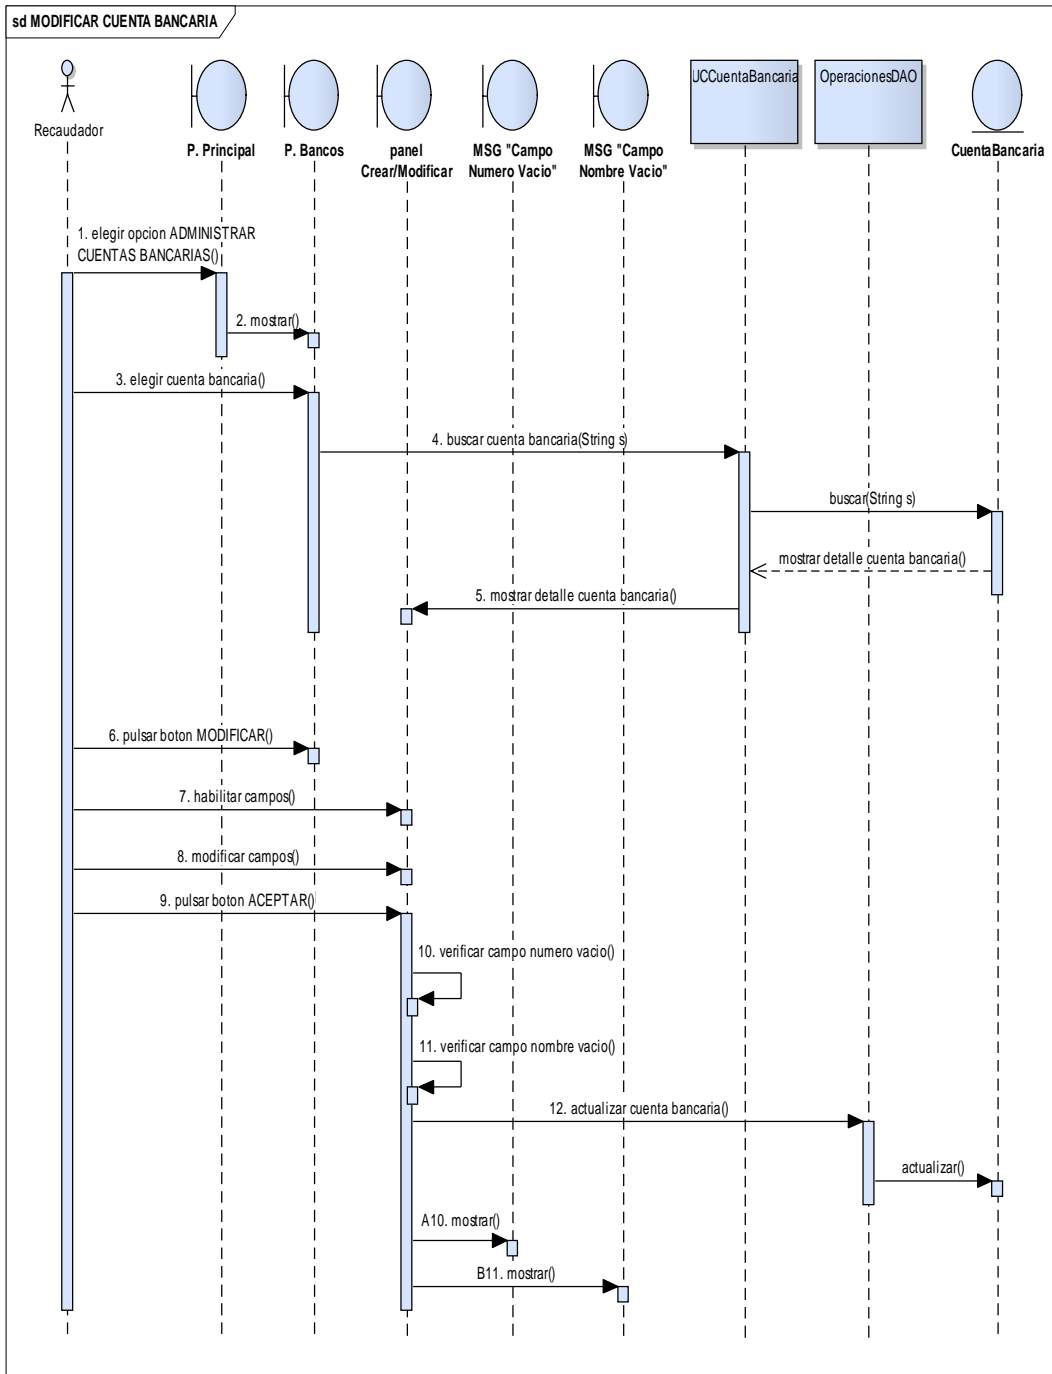 sd MODIFICAR CUENTA BANCARIA
Recaudador
P. Principal
P. Bancos
panel
Crear/Modificar
MSG "Campo
Numero Vacio"
MSG "Campo
Nombre Vacio"
UCCuentaBancaria
OperacionesDAO
CuentaBancaria
1. elegir opcion ADMINISTRAR
CUENTAS BANCARIAS()
2. mostrar()
3. elegir cuenta bancaria()
4. buscar cuenta bancaria(String s)
buscar(String s)
mostrar detalle cuenta bancaria()
5. mostrar detalle cuenta bancaria()
6. pulsar boton MODIFICAR()
7. habilitar campos()
8. modificar campos()
9. pulsar boton ACEPTAR()
10. verificar campo numero vacio()
11. verificar campo nombre vacio()
12. actualizar cuenta bancaria()
actualizar()
A10. mostrar()
B11. mostrar()